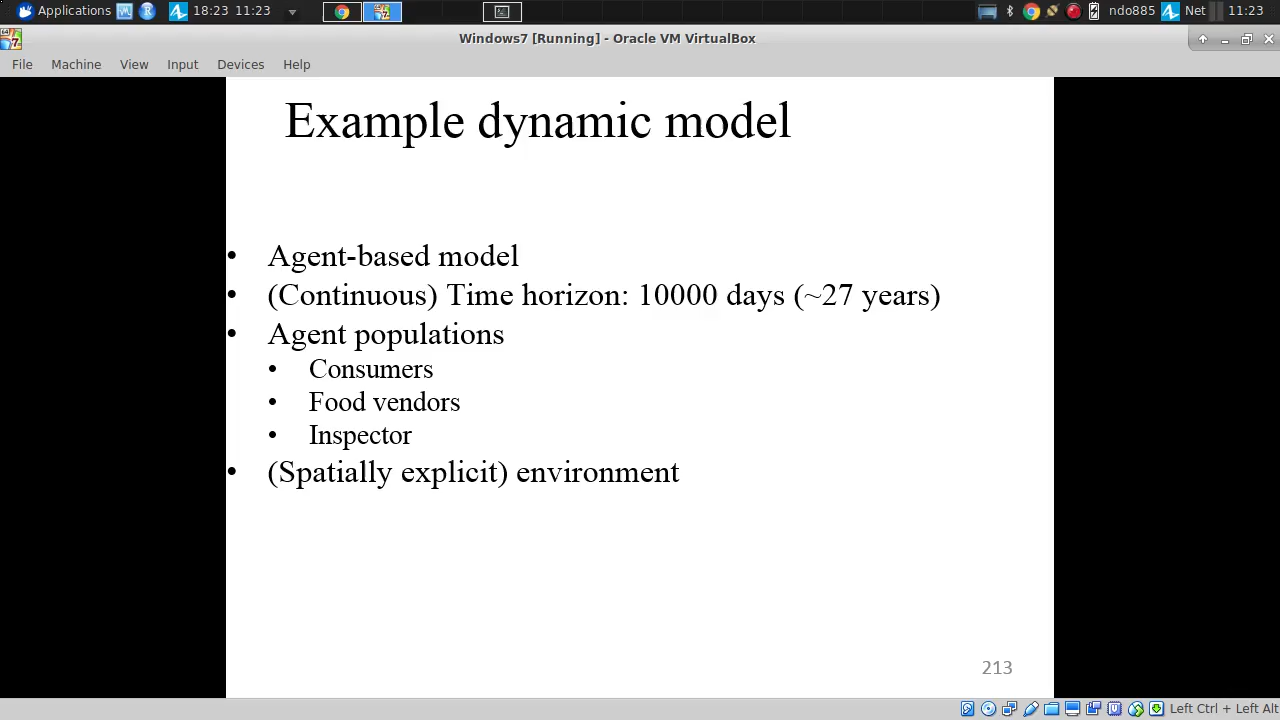 Applications 18:23 11:23 ndo885 Net 11:23
Windows7 [Running] - Oracle VM VirtualBox
File Machine View Input Devices Help
Example dynamic model
• Agent-based model
• (Continuous) Time horizon: 10000 days (~27 years)
• Agent populations
• Consumers
• Food vendors
• Inspector
• (Spatially explicit) environment
213
Left Ctrl + Left Alt